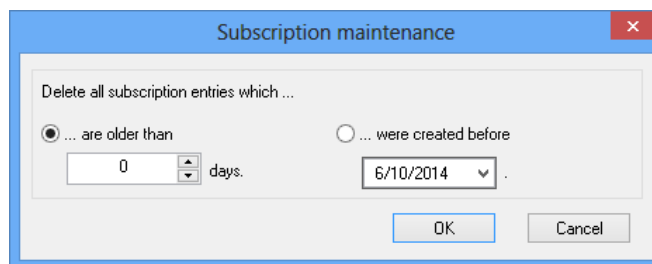 Subscription maintenance
Delete all subscription entries which ...
... are older than
... were created before
0
days.
6/10/2014
.
OK
Cancel